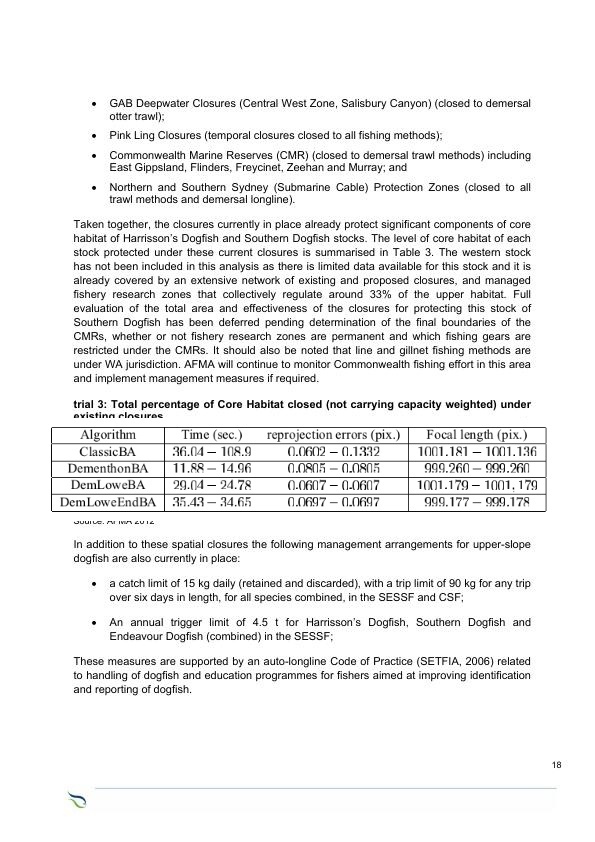 • GAB Deepwater Closures (Central West Zone, Salisbury Canyon) (closed to demersal
otter trawl);
• Pink Ling Closures (temporal closures closed to all fishing methods);
• Commonwealth Marine Reserves (CMR) (closed to demersal trawl methods) including
East Gippsland, Flinders, Freycinet, Zeehan and Murray; and
• Northern and Southern Sydney (Submarine Cable) Protection Zones (closed to all
trawl methods and demersal longline).
Taken together, the closures currently in place already protect significant components of core
habitat of Harrisson's Dogfish and Southern Dogfish stocks. The level of core habitat of each
stock protected under these current closures is summarised in Table 3. The western stock
has not been included in this analysis as there is limited data available for this stock and it is
already covered by an extensive network of existing and proposed closures, and managed
fishery research zones that collectively regulate around 33% of the upper habitat. Full
evaluation of the total area and effectiveness of the closures for protecting this stock of
Southern Dogfish has been deferred pending determination of the final boundaries of the
CMRs, whether or not fishery research zones are permanent and which fishing gears are
restricted under the CMRs. It should also be noted that line and gillnet fishing methods are
under WA jurisdiction. AFMA will continue to monitor Commonwealth fishing effort in this area
and implement management measures if required.
trial 3: Total percentage of Core Habitat closed (not carrying capacity weighted) under
existing closures
Algorithm Time (sec.) reprojection errors (pix.) Focal length (pix.)
ClassicBA 36.04 – 108.9 0.0602 – 0.1332 1001.181 – 1001.136
DementhonBA 11.88 – 14.96 0.0805 – 0.0805 999.260 – 999.260
DemLoweBA 29.04 – 24.78 0.0607 – 0.0607 1001.179 – 1001.179
DemLoweEndBA 35.43 – 34.65 0.0697 – 0.0697 999.177 – 999.178
Source: AFMA 2012
In addition to these spatial closures the following management arrangements for upper-slope
dogfish are also currently in place:
• a catch limit of 15 kg daily (retained and discarded), with a trip limit of 90 kg for any trip
over six days in length, for all species combined, in the SESSF and CSF;
• An annual trigger limit of 4.5 t for Harrisson's Dogfish, Southern Dogfish and
Endeavour Dogfish (combined) in the SESSF;
These measures are supported by an auto-longline Code of Practice (SETFIA, 2006) related
to handling of dogfish and education programmes for fishers aimed at improving identification
and reporting of dogfish.
18